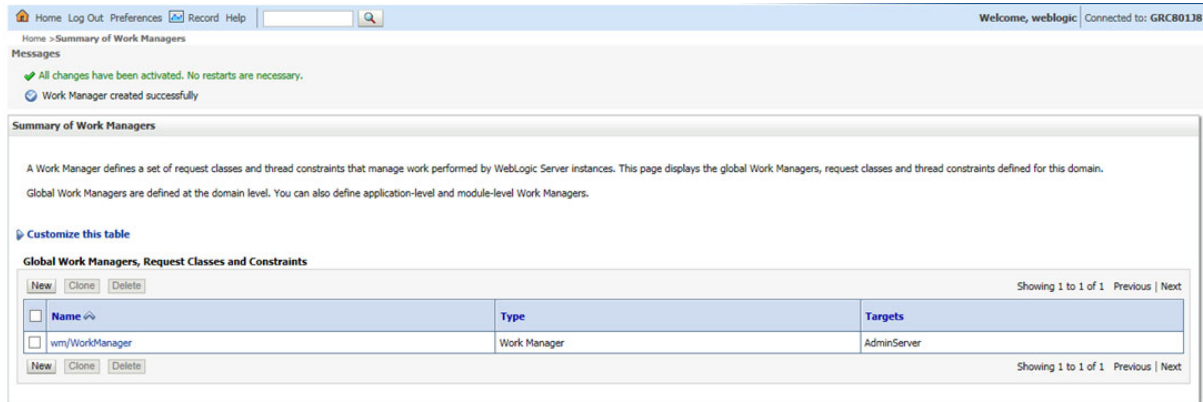 Home Log Out Preferences Record Help
Welcome, weblogic Connected to: GRC801J8
Home >Summary of Work Managers
Messages
All changes have been activated. No restarts are necessary.
Work Manager created successfully
Summary of Work Managers
A Work Manager defines a set of request classes and thread constraints that manage work performed by WebLogic Server instances. This page displays the global Work Managers, request classes and thread constraints defined for this domain.
Global Work Managers are defined at the domain level. You can also define application-level and module-level Work Managers.
Customize this table
Global Work Managers, Request Classes and Constraints
New Clone Delete Showing 1 to 1 of 1 Previous | Next
Name Type Targets
wm/WorkManager Work Manager AdminServer
New Clone Delete Showing 1 to 1 of 1 Previous | Next